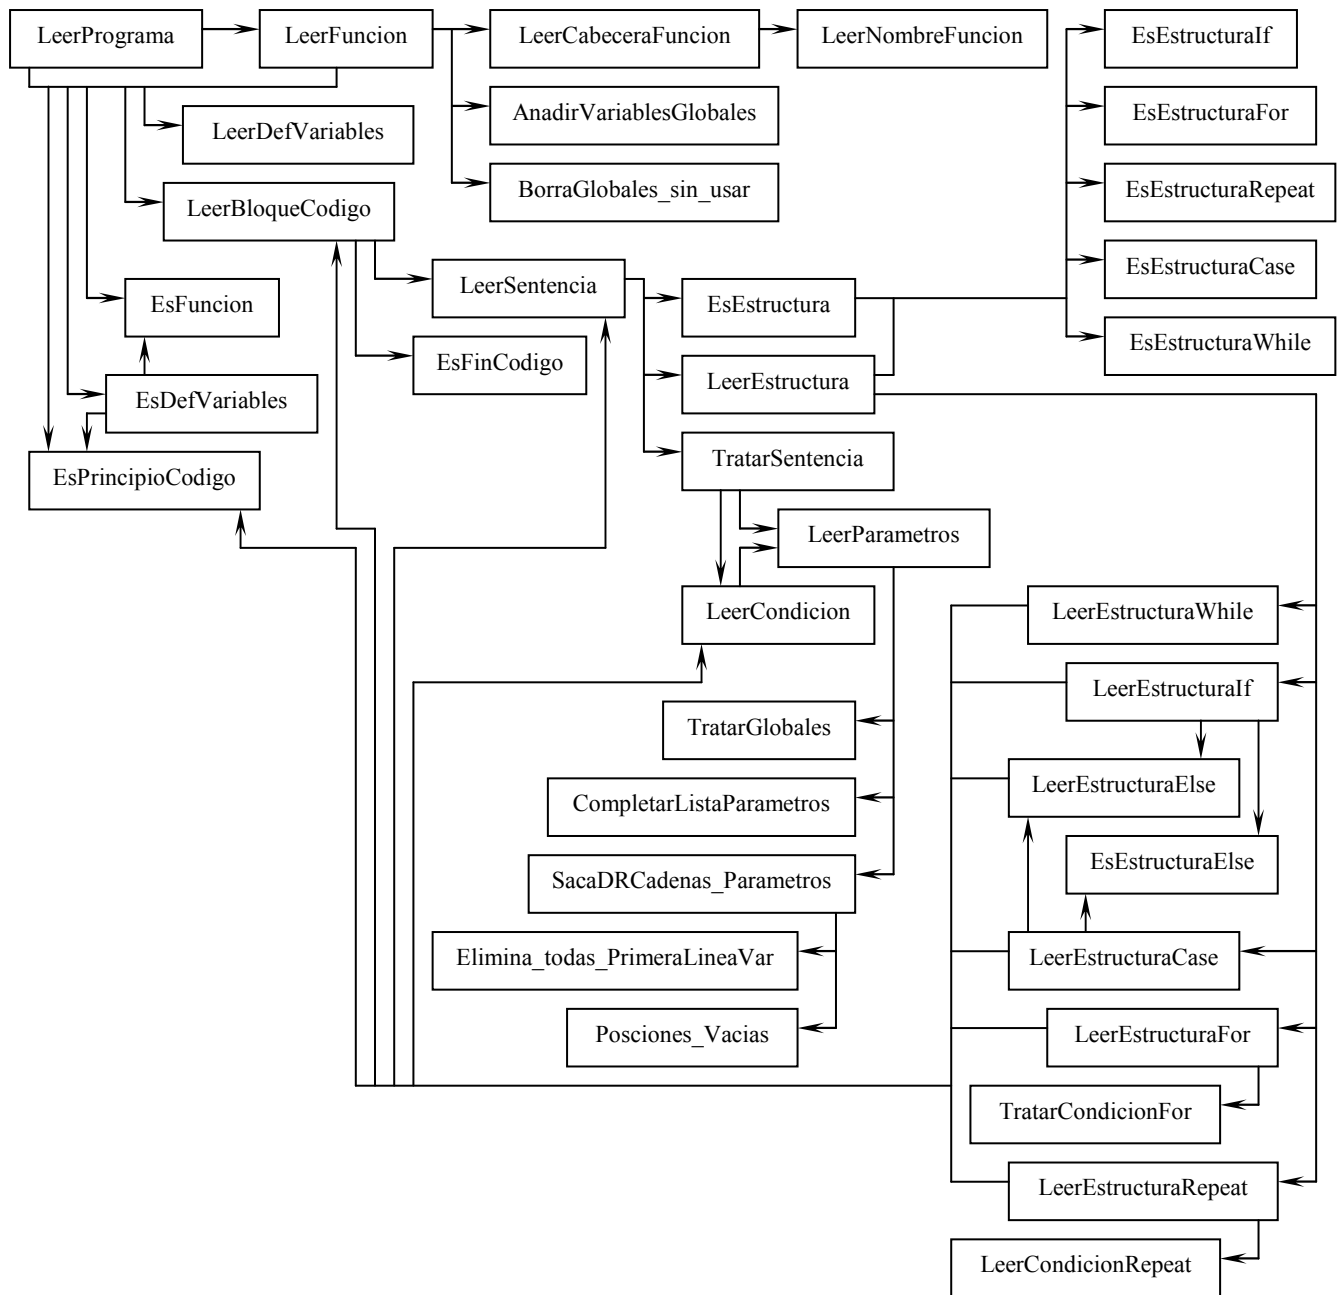 LeerPrograma
LeerFuncion
LeerCabeceraFuncion
LeerNombreFuncion
EsEstructuraIf
AnadirVariablesGlobales
EsEstructuraFor
LeerDefVariables
BorraGlobales_sin_usar
EsEstructuraRepeat
LeerBloqueCodigo
EsEstructuraCase
LeerSentencia
EsFuncion
EsEstructura
EsEstructuraWhile
EsFinCodigo
LeerEstructura
EsDefVariables
TratarSentencia
EsPrincipioCodigo
LeerParametros
LeerCondicion
LeerEstructuraWhile
LeerEstructuraIf
TratarGlobales
LeerEstructuraElse
CompletarListaParametros
EsEstructuraElse
SacaDRCadenas_Parametros
Elimina_todas_PrimeraLineaVar
LeerEstructuraCase
Posciones_Vacias
LeerEstructuraFor
TratarCondicionFor
LeerEstructuraRepeat
LeerCondicionRepeat